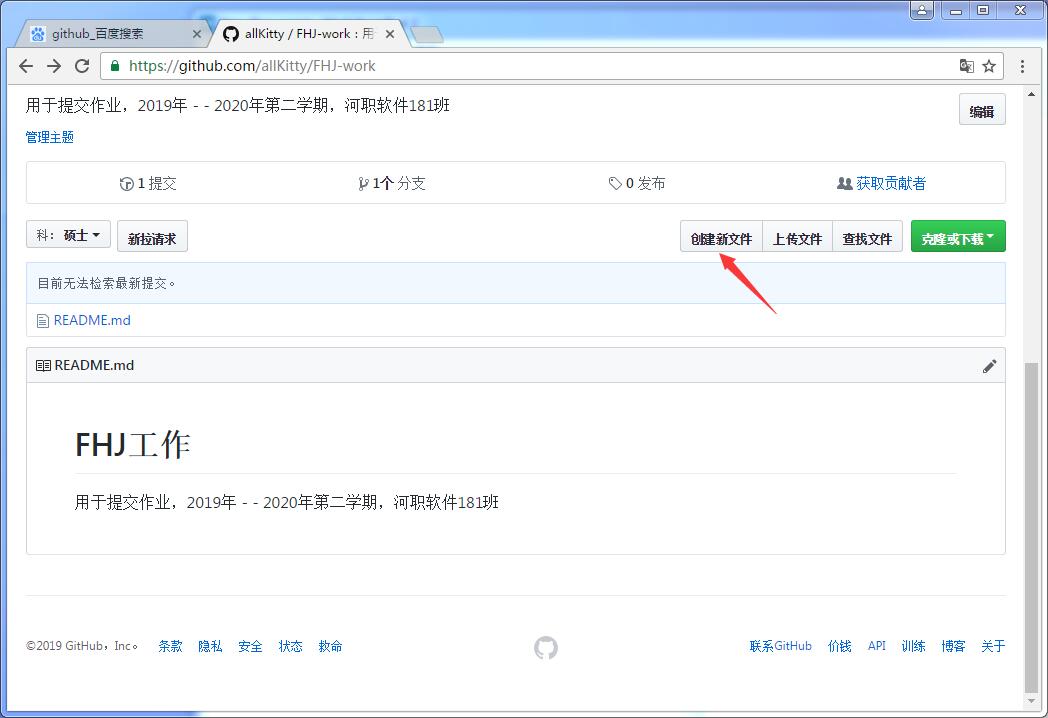 github_百度搜索
allKitty / FHJ-work : 用
https://github.com/allKitty/FHJ-work
用于提交作业，2019年 - - 2020年第二学期，河职软件181班
编辑
管理主题
1 提交
1个 分支
0 发布
获取贡献者
科： 硕士
新拉请求
创建新文件
上传文件
查找文件
克隆或下载
目前无法检索最新提交。
README.md
README.md
FHJ工作
用于提交作业，2019年 - - 2020年第二学期，河职软件181班
©2019 GitHub，Inc。 条款 隐私 安全 状态 救命
联系GitHub 价钱 API 训练 博客 关于